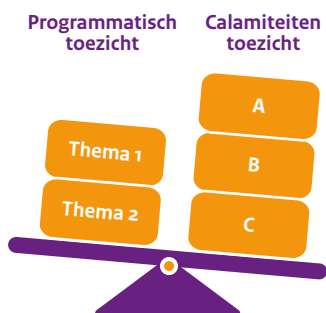 Programmatisch
toezicht
Calamiteiten
toezicht
Thema 1
Thema 2
A
B
C